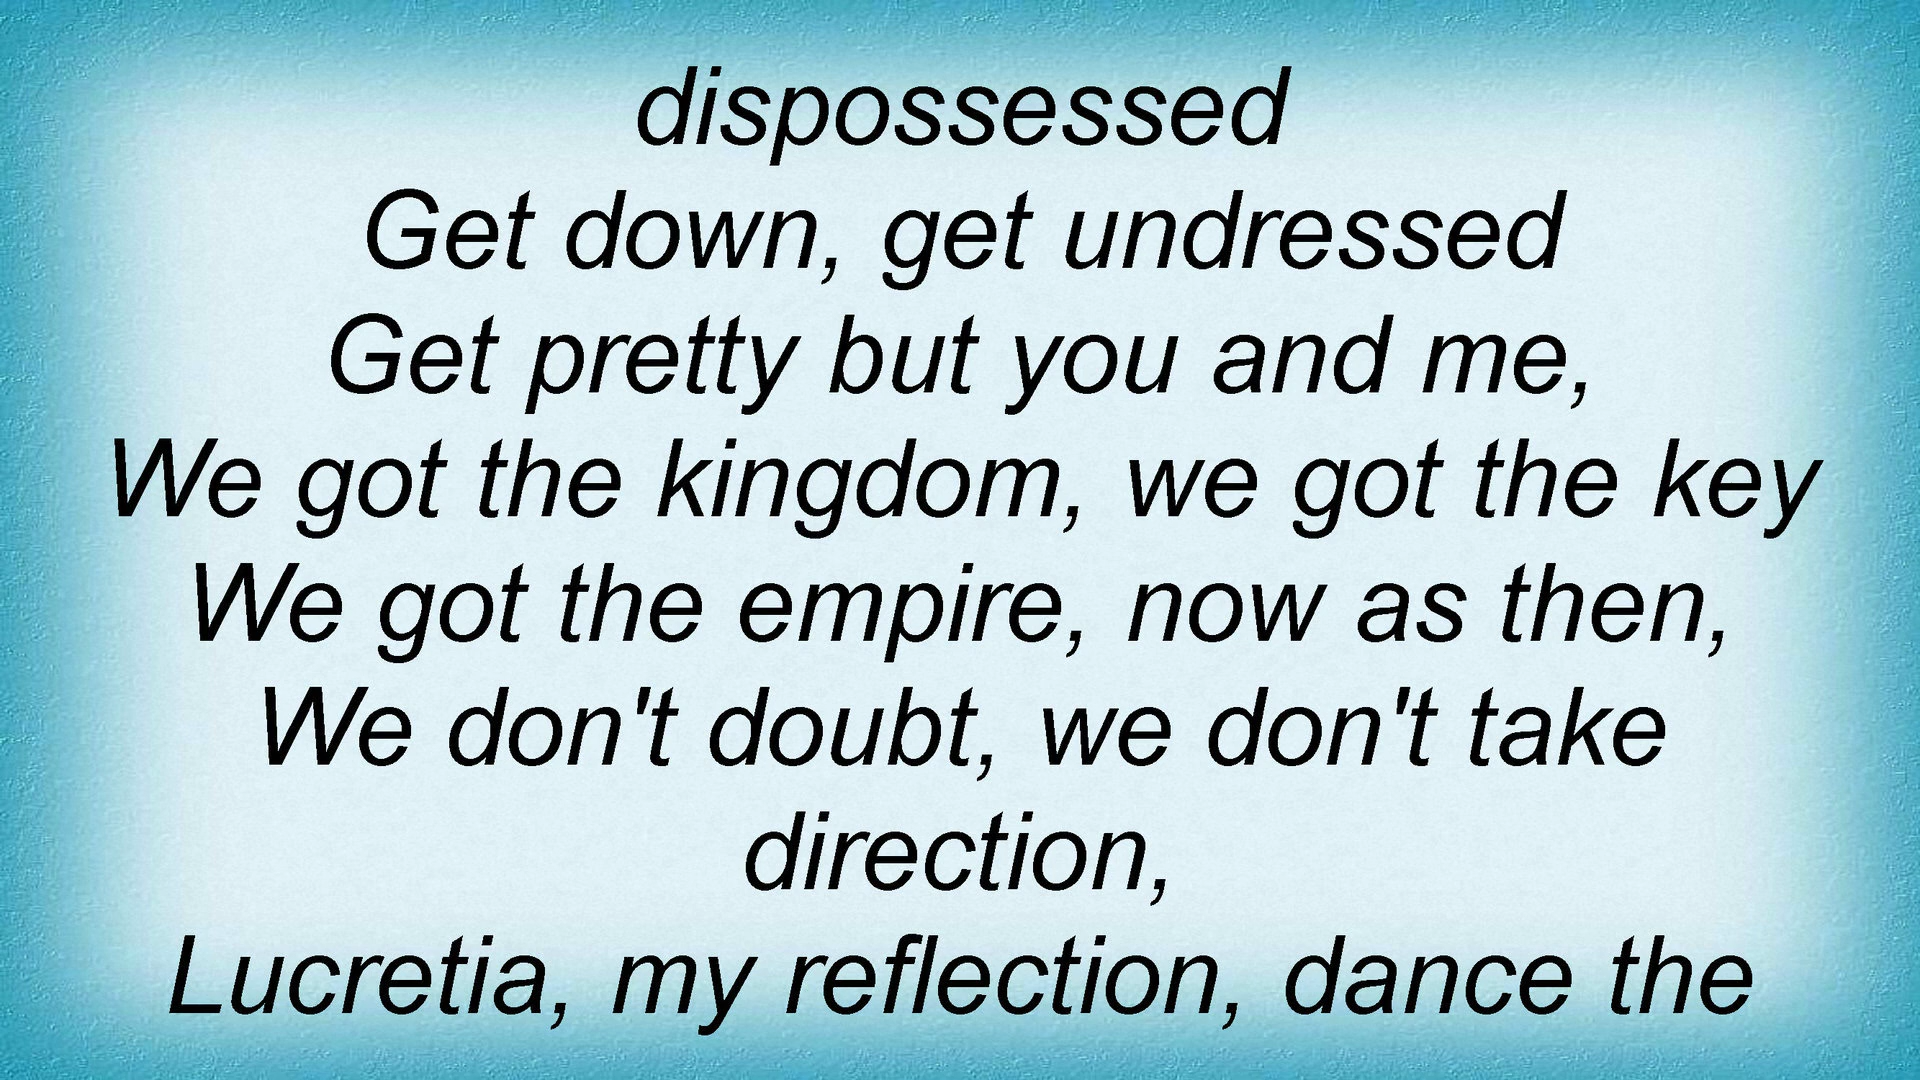 dispossessed
Get down, get undressed
Get pretty but you and me,
We got the kingdom, we got the key
We got the empire, now as then,
We don't doubt, we don't take
direction,
Lucretia, my reflection, dance the